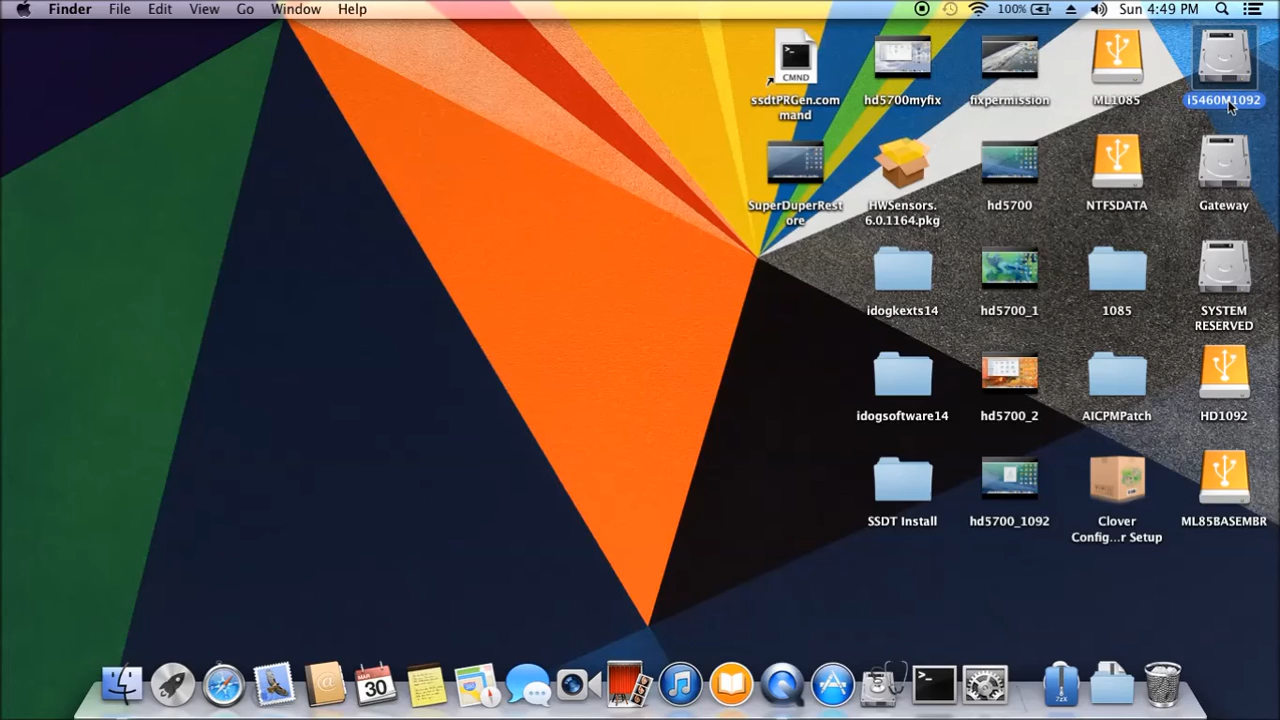 Finder File Edit View Go Window Help 100% Sun 4:49 PM
CMND
ssdtPRGen.com
mand
hd5700myfix
fixpermission
ML1085
i5460M1092
SuperDuperRest
ore
HWSensors.
6.0.1164.pkg
hd5700
NTFSDATA
Gateway
idogkexts14
hd5700_1
1085
SYSTEM
RESERVED
idogsoftware14
hd5700_2
AICPMPatch
HD1092
SSDT Install
hd5700_1092
Clover
Config...r Setup
ML85BASEMBR
MAR
30
7zX